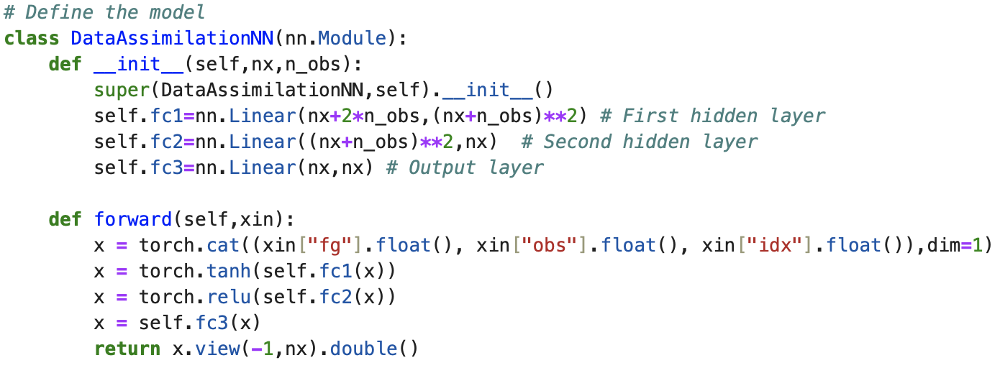 # Define the model
class DataAssimilationNN(nn.Module):
    def __init__(self,nx,n_obs):
        super(DataAssimilationNN,self).__init__()
        self.fc1=nn.Linear(nx+2*n_obs,(nx+n_obs)**2) # First hidden layer
        self.fc2=nn.Linear((nx+n_obs)**2,nx)  # Second hidden layer
        self.fc3=nn.Linear(nx,nx) # Output layer

    def forward(self,xin):
        x = torch.cat((xin["fg"].float(), xin["obs"].float(), xin["idx"].float()),dim=1)
        x = torch.tanh(self.fc1(x))
        x = torch.relu(self.fc2(x))
        x = self.fc3(x)
        return x.view(-1,nx).double()